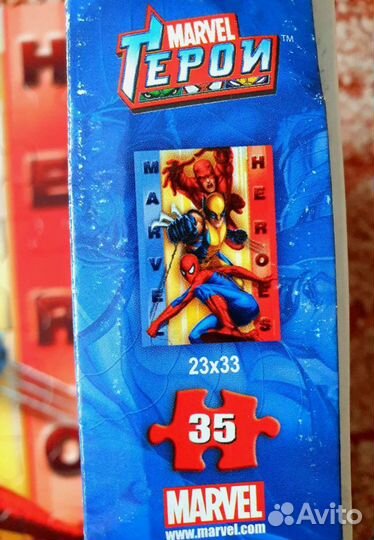 MARVEL
ГЕРОИ
TM
MARVEL
HEROES
23x33
35
MARVEL
www.marvel.com
Avito
H
E
R
O